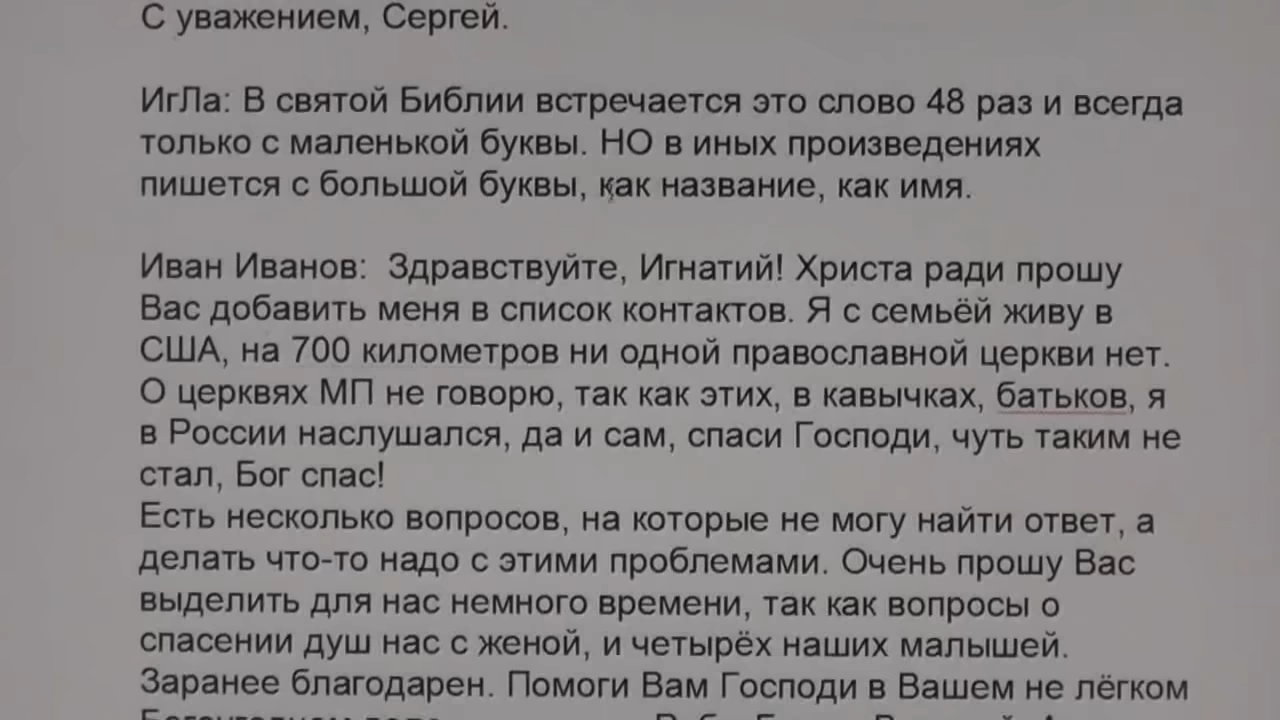 С уважением, Сергей.
ИгЛа: В святой Библии встречается это слово 48 раз и всегда
только с маленькой буквы. НО в иных произведениях
пишется с большой буквы, как название, как имя.
Иван Иванов: Здравствуйте, Игнатий! Христа ради прошу
Вас добавить меня в список контактов. Я с семьёй живу в
США, на 700 километров ни одной православной церкви нет.
О церквях МП не говорю, так как этих, в кавычках, батьков, я
в России наслушался, да и сам, спаси Господи, чуть таким не
стал, Бог спас!
Есть несколько вопросов, на которые не могу найти ответ, а
делать что-то надо с этими проблемами. Очень прошу Вас
выделить для нас немного времени, так как вопросы о
спасении душ нас с женой, и четырёх наших малышей.
Заранее благодарен. Помоги Вам Господи в Вашем не лёгком